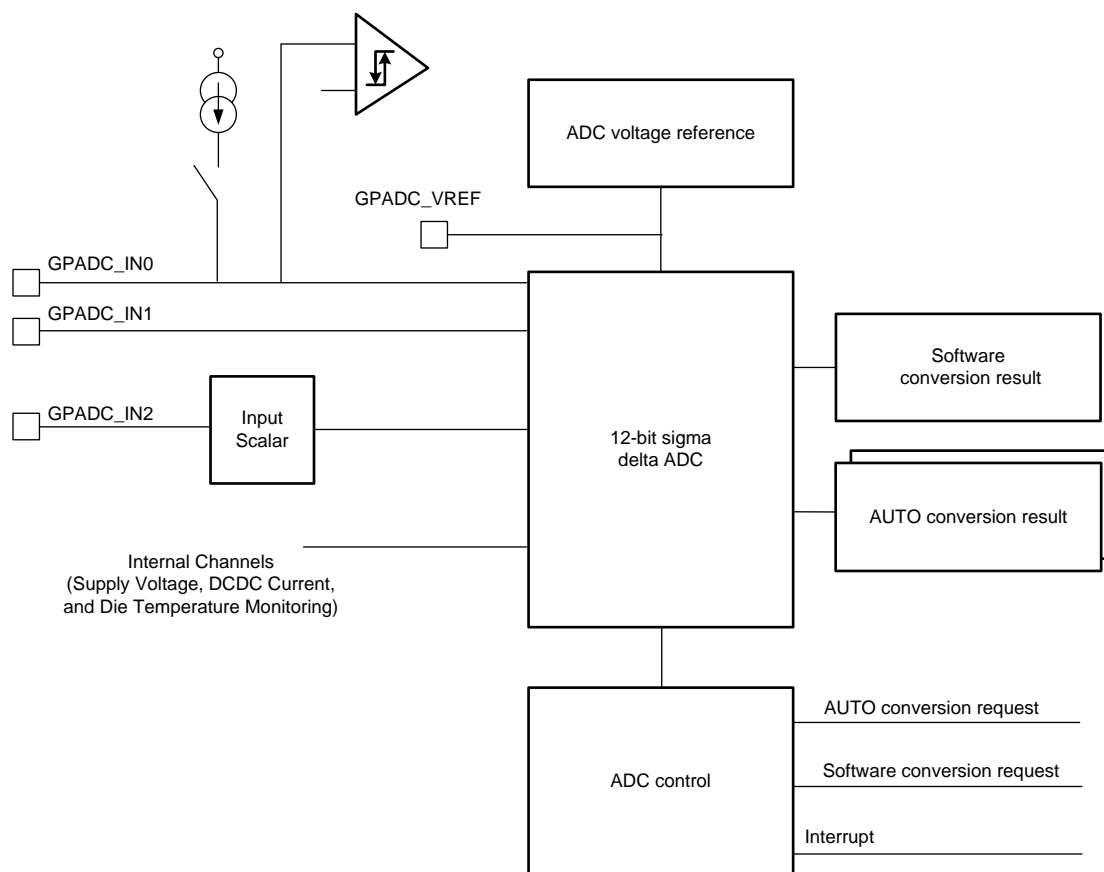 ADC voltage reference
GPADC_VREF
GPADC_IN0
GPADC_IN1
GPADC_IN2
Input
Scalar
12-bit sigma
delta ADC
Software
conversion result
AUTO conversion result
Internal Channels
(Supply Voltage, DCDC Current,
and Die Temperature Monitoring)
ADC control
AUTO conversion request
Software conversion request
Interrupt